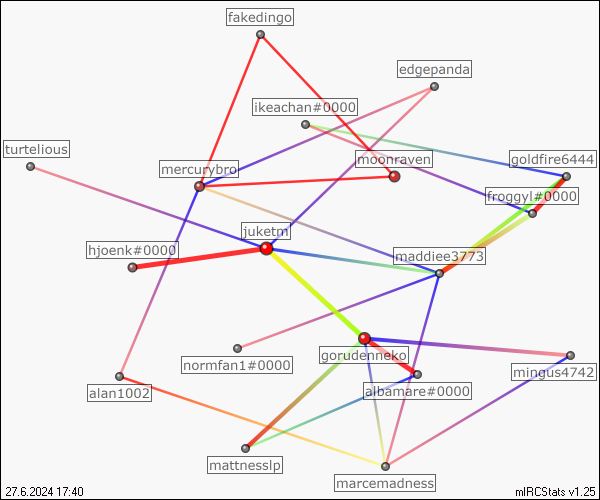 fakedingo
edgepanda
ikeachan#0000
turtelious
moonraven
goldfire6444
mercurybro
froggyl#0000
juketm
hjoenk#0000
maddiee3773
gorudenneko
normfan1#0000
mingus4742
alan1002
albamare#0000
mattnesslp
marcemadness
27.6.2024 17:40
mIRCStats v1.25